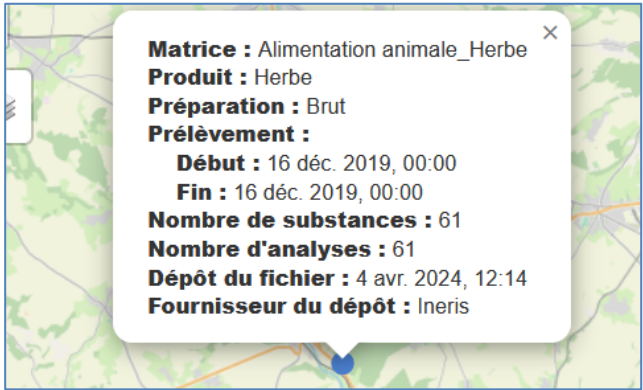 Matrice : Alimentation animale_Herbe
Produit : Herbe
Préparation : Brut
Prélèvement :
Début : 16 déc. 2019, 00:00
Fin : 16 déc. 2019, 00:00
Nombre de substances : 61
Nombre d'analyses : 61
Dépôt du fichier : 4 avr. 2024, 12:14
Fournisseur du dépôt : Ineris